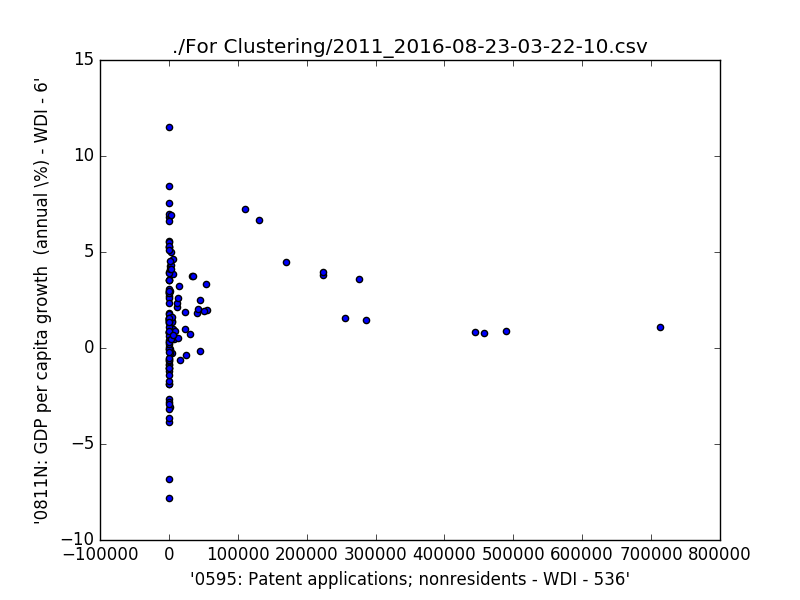 ./For Clustering/2011_2016-08-23-03-22-10.csv
15
10
5
0
−5
−10
'0811N: GDP per capita growth  (annual \%) - WDI - 6'
−100000 0 100000 200000 300000 400000 500000 600000 700000 800000
'0595: Patent applications; nonresidents - WDI - 536'